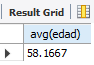 Result Grid
avg(edad)
58.1667